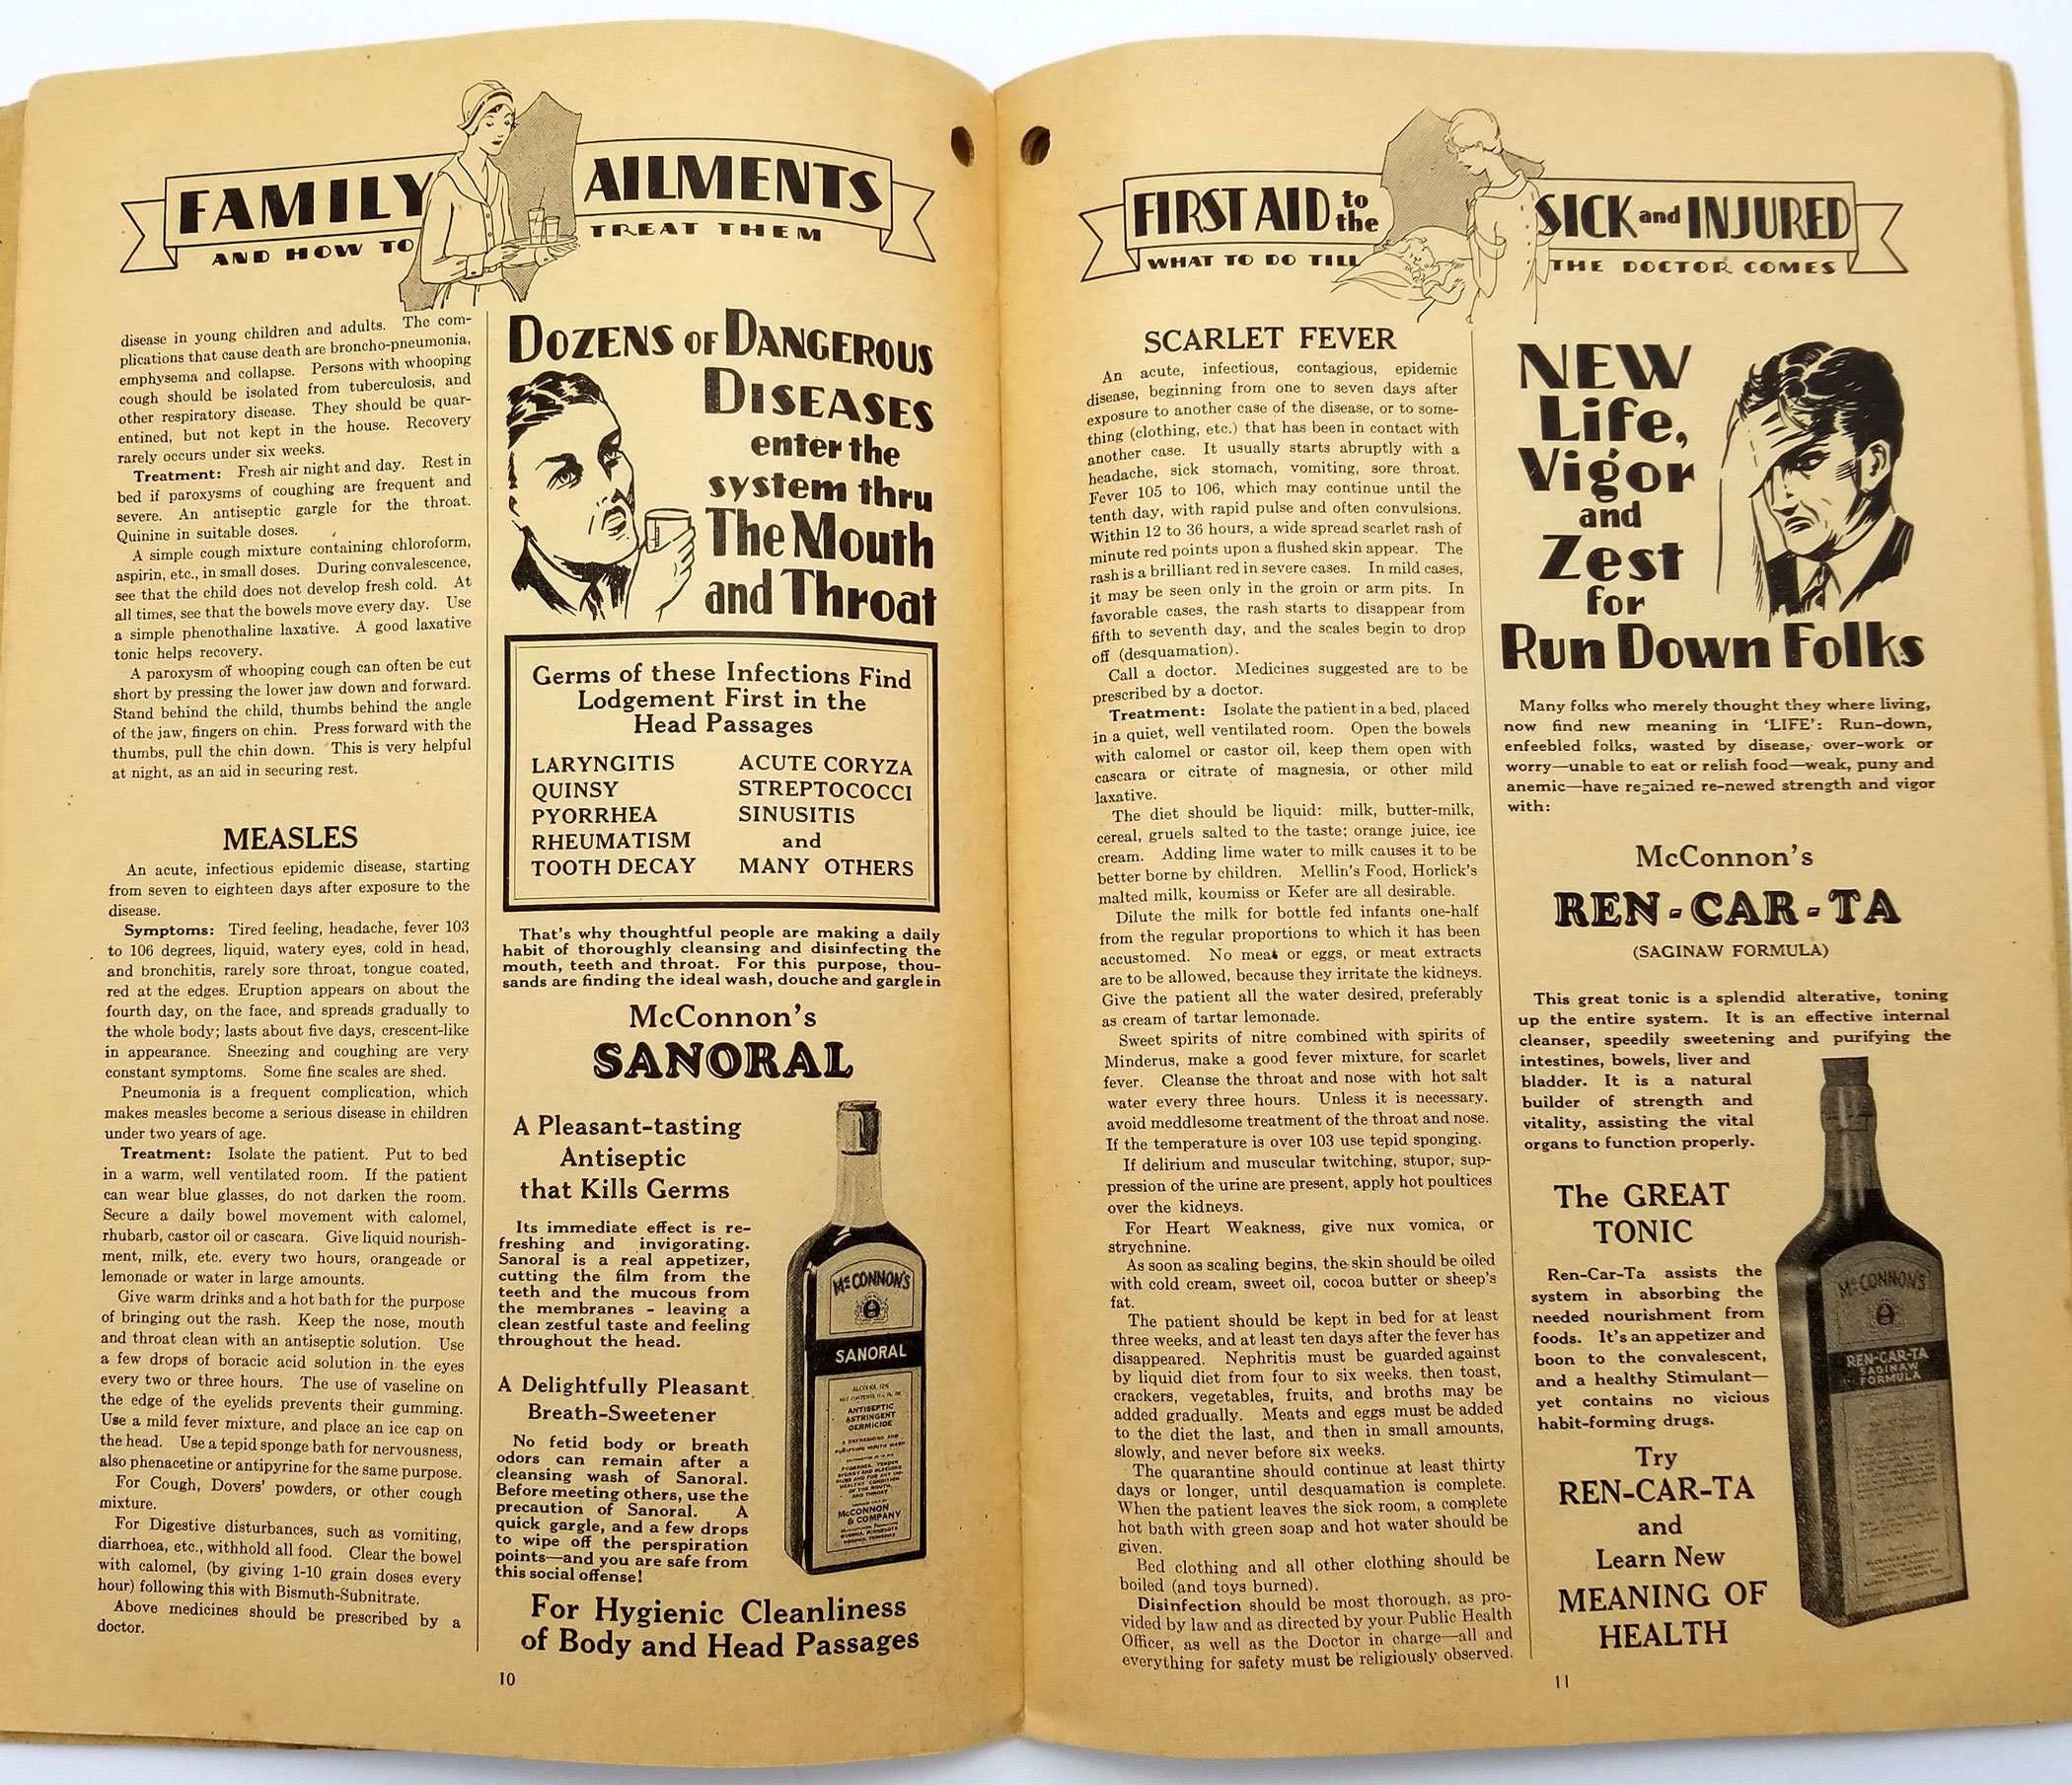 FAMILY AILMENTS
AND HOW TO TREAT THEM
disease in young children and adults. The com-
plications that cause death are broncho-pneumonia,
emphysema and collapse. Persons with whooping
cough should be isolated from tuberculosis, and
other respiratory disease. They should be quar-
entined, but not kept in the house. Recovery
rarely occurs under six weeks.
Treatment: Fresh air night and day. Rest in
bed if paroxysms of coughing are frequent and
severe. An antiseptic gargle for the throat.
Quinine in suitable doses.
A simple cough mixture containing chloroform,
aspirin, etc., in small doses. During convalescence,
see that the child does not develop fresh cold. At
all times, see that the bowels move every day. Use
a simple phenothaline laxative. A good laxative
tonic helps recovery.
A paroxysm of whooping cough can often be cut
short by pressing the lower jaw down and forward.
Stand behind the child, thumbs behind the angle
of the jaw, fingers on chin. Press forward with the
thumbs, pull the chin down. This is very helpful
at night, as an aid in securing rest.
MEASLES
An acute, infectious epidemic disease, starting
from seven to eighteen days after exposure to the
disease.
Symptoms: Tired feeling, headache, fever 103
to 106 degrees, liquid, watery eyes, cold in head,
and bronchitis, rarely sore throat, tongue coated,
red at the edges. Eruption appears on about the
fourth day, on the face, and spreads gradually to
the whole body; lasts about five days, crescent-like
in appearance. Sneezing and coughing are very
constant symptoms. Some fine scales are shed.
Pneumonia is a frequent complication, which
makes measles become a serious disease in children
under two years of age.
Treatment: Isolate the patient. Put to bed
in a warm, well ventilated room. If the patient
can wear blue glasses, do not darken the room.
Secure a daily bowel movement with calomel,
rhubarb, castor oil or cascara. Give liquid nourish-
ment, milk, etc. every two hours, orangeade or
lemonade or water in large amounts.
Give warm drinks and a hot bath for the purpose
of bringing out the rash. Keep the nose, mouth
and throat clean with an antiseptic solution. Use
a few drops of boracic acid solution in the eyes
every two or three hours. The use of vaseline on
the edge of the eyelids prevents their gumming.
Use a mild fever mixture, and place an ice cap on
the head. Use a tepid sponge bath for nervousness,
also phenacetine or antipyrine for the same purpose.
For Cough, Dovers' powders, or other cough
mixture.
For Digestive disturbances, such as vomiting,
diarrhoea, etc., withhold all food. Clear the bowel
with calomel, (by giving 1-10 grain doses every
hour) following this with Bismuth-Subnitrate.
Above medicines should be prescribed by a
doctor.
DOZENS OF DANGEROUS
DISEASES
enter the
system thru
The Mouth
and Throat
Germs of these Infections Find
Lodgement First in the
Head Passages
LARYNGITIS ACUTE CORYZA
QUINSY STREPTOCOCCI
PYORRHEA SINUSITIS
RHEUMATISM and
TOOTH DECAY MANY OTHERS
That's why thoughtful people are making a daily
habit of thoroughly cleansing and disinfecting the
mouth, teeth and throat. For this purpose, thou-
sands are finding the ideal wash, douche and gargle in
McConnon's
SANORAL
A Pleasant-tasting
Antiseptic
that Kills Germs
Its immediate effect is re-
freshing and invigorating.
Sanoral is a real appetizer,
cutting the film from the
teeth and the mucous from
the membranes - leaving a
clean zestful taste and feeling
throughout the head.
A Delightfully Pleasant
Breath-Sweetener
No fetid body or breath
odors can remain after a
cleansing wash of Sanoral.
Before meeting others, use the
precaution of Sanoral. A
quick gargle, and a few drops
to wipe off the perspiration
points—and you are safe from
this social offense!
McCONNON'S
SANORAL
ALCOHOL 12%
ANTISEPTIC
ASTRINGENT
GERMICIDE
McCONNON
& COMPANY
For Hygienic Cleanliness
of Body and Head Passages
10
FIRST AID to the SICK and INJURED
WHAT TO DO TILL THE DOCTOR COMES
SCARLET FEVER
An acute, infectious, contagious, epidemic
disease, beginning from one to seven days after
exposure to another case of the disease, or to some-
thing (clothing, etc.) that has been in contact with
another case. It usually starts abruptly with a
headache, sick stomach, vomiting, sore throat.
Fever 105 to 106, which may continue until the
tenth day, with rapid pulse and often convulsions.
Within 12 to 36 hours, a wide spread scarlet rash of
minute red points upon a flushed skin appear. The
rash is a brilliant red in severe cases. In mild cases,
it may be seen only in the groin or arm pits. In
favorable cases, the rash starts to disappear from
fifth to seventh day, and the scales begin to drop
off (desquamation).
Call a doctor. Medicines suggested are to be
prescribed by a doctor.
Treatment: Isolate the patient in a bed, placed
in a quiet, well ventilated room. Open the bowels
with calomel or castor oil, keep them open with
cascara or citrate of magnesia, or other mild
laxative.
The diet should be liquid: milk, butter-milk,
cereal, gruels salted to the taste; orange juice, ice
cream. Adding lime water to milk causes it to be
better borne by children. Mellin's Food, Horlick's
malted milk, koumiss or Kefer are all desirable.
Dilute the milk for bottle fed infants one-half
from the regular proportions to which it has been
accustomed. No meat or eggs, or meat extracts
are to be allowed, because they irritate the kidneys.
Give the patient all the water desired, preferably
as cream of tartar lemonade.
Sweet spirits of nitre combined with spirits of
Minderus, make a good fever mixture, for scarlet
fever. Cleanse the throat and nose with hot salt
water every three hours. Unless it is necessary.
avoid meddlesome treatment of the throat and nose.
If the temperature is over 103 use tepid sponging.
If delirium and muscular twitching, stupor, sup-
pression of the urine are present, apply hot poultices
over the kidneys.
For Heart Weakness, give nux vomica, or
strychnine.
As soon as scaling begins, the skin should be oiled
with cold cream, sweet oil, cocoa butter or sheep's
fat.
The patient should be kept in bed for at least
three weeks, and at least ten days after the fever has
disappeared. Nephritis must be guarded against
by liquid diet from four to six weeks. then toast,
crackers, vegetables, fruits, and broths may be
added gradually. Meats and eggs must be added
to the diet the last, and then in small amounts,
slowly, and never before six weeks.
The quarantine should continue at least thirty
days or longer, until desquamation is complete.
When the patient leaves the sick room, a complete
hot bath with green soap and hot water should be
given.
Bed clothing and all other clothing should be
boiled (and toys burned).
Disinfection should be most thorough, as pro-
vided by law and as directed by your Public Health
Officer, as well as the Doctor in charge—all and
everything for safety must be religiously observed.
NEW
Life,
Vigor
and
Zest
for
Run Down Folks
Many folks who merely thought they where living,
now find new meaning in 'LIFE': Run-down,
enfeebled folks, wasted by disease, over-work or
worry—unable to eat or relish food—weak, puny and
anemic—have regained re-newed strength and vigor
with:
McConnon's
REN-CAR-TA
(SAGINAW FORMULA)
This great tonic is a splendid alterative, toning
up the entire system. It is an effective internal
cleanser, speedily sweetening and purifying the
intestines, bowels, liver and
bladder. It is a natural
builder of strength and
vitality, assisting the vital
organs to function properly.
The GREAT
TONIC
Ren-Car-Ta assists the
system in absorbing the
needed nourishment from
foods. It's an appetizer and
boon to the convalescent,
and a healthy Stimulant—
yet contains no vicious
habit-forming drugs.
Try
REN-CAR-TA
and
Learn New
MEANING OF
HEALTH
McCONNON'S
REN-CAR-TA
SAGINAW
FORMULA
11